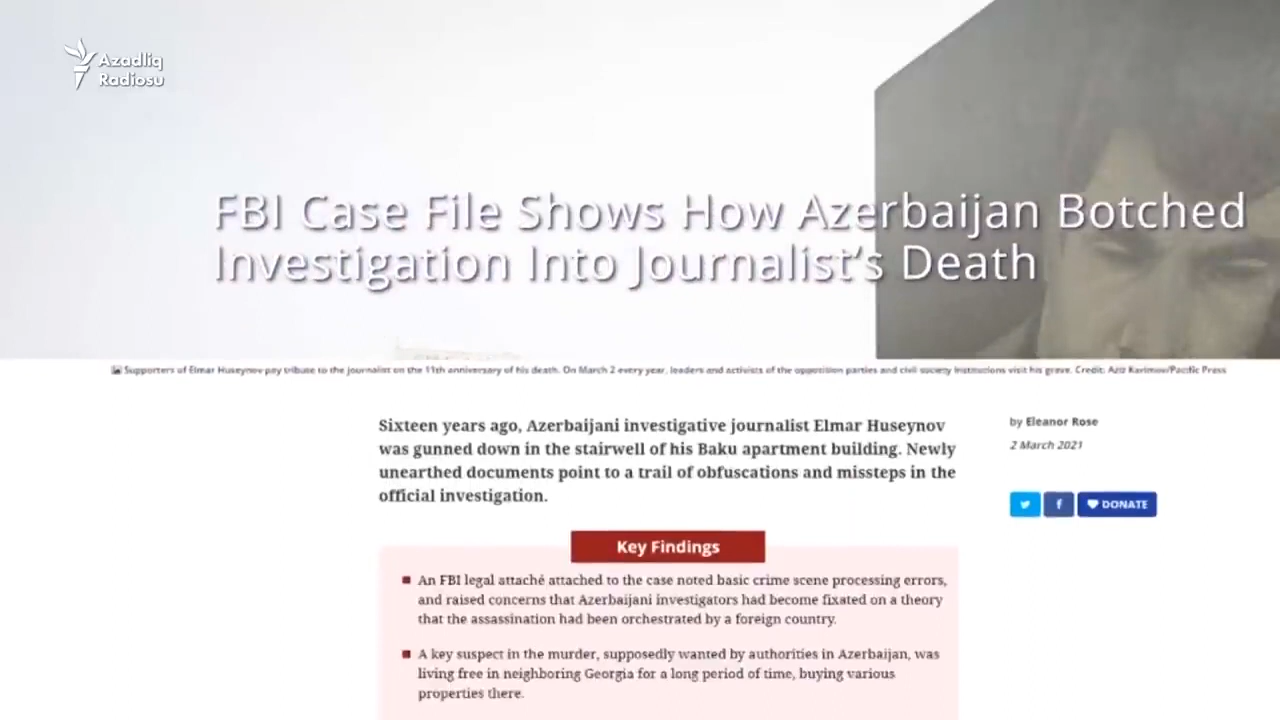 Azadlıq
Radiosu
FBI Case File Shows How Azerbaijan Botched
Investigation Into Journalist's Death
Supporters of Elmar Huseynov pay tribute to the journalist on the 11th anniversary of his death. On March 2 every year, leaders and activists of the opposition parties and civil society institutions visit his grave. Credit: Aziz Karimov/Pacific Press
Sixteen years ago, Azerbaijani investigative journalist Elmar Huseynov
was gunned down in the stairwell of his Baku apartment building. Newly
unearthed documents point to a trail of obfuscations and missteps in the
official investigation.
by Eleanor Rose
2 March 2021
DONATE
Key Findings
An FBI legal attaché attached to the case noted basic crime scene processing errors,
and raised concerns that Azerbaijani investigators had become fixated on a theory
that the assassination had been orchestrated by a foreign country.
A key suspect in the murder, supposedly wanted by authorities in Azerbaijan, was
living free in neighboring Georgia for a long period of time, buying various
properties there.